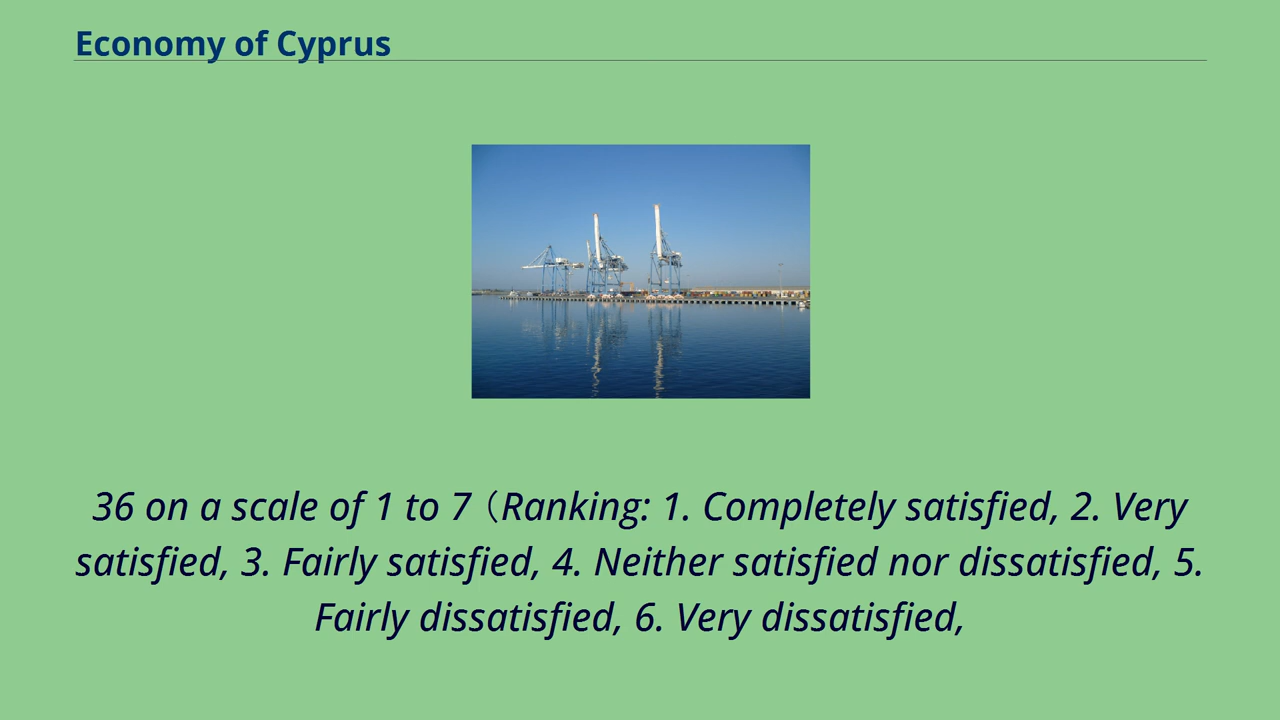 Economy of Cyprus
36 on a scale of 1 to 7 （Ranking: 1. Completely satisfied, 2. Very
satisfied, 3. Fairly satisfied, 4. Neither satisfied nor dissatisfied, 5.
Fairly dissatisfied, 6. Very dissatisfied,